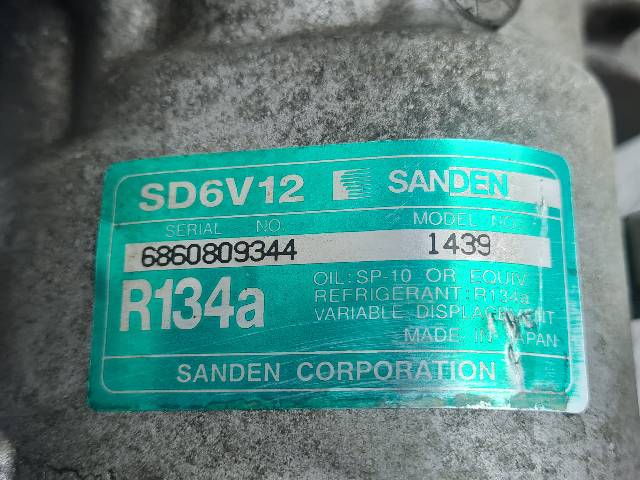 SD6V12 SANDEN
SERIAL NO. MODEL NO.
6860809344 1439
R134a
OIL: SP-10 OR EQUIV
REFRIGERANT: R134a
VARIABLE DISPLACEMENT
MADE IN JAPAN
SANDEN CORPORATION